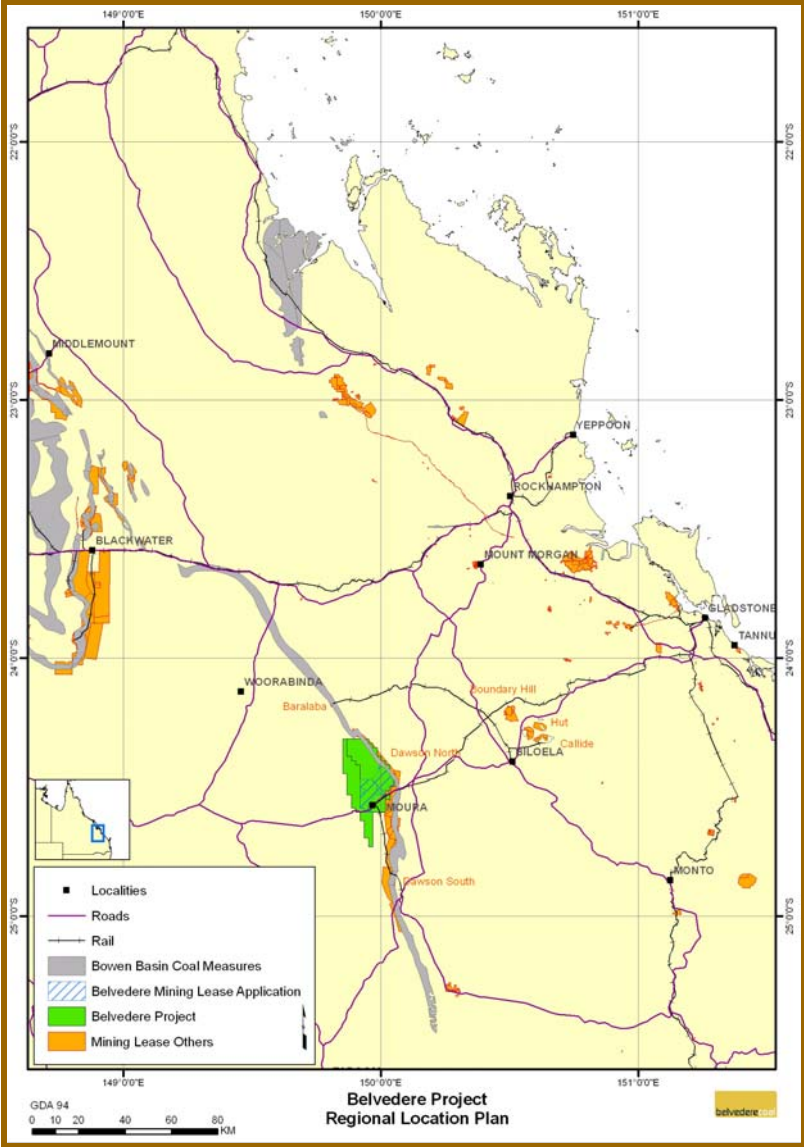 149°0'0"E
150°0'0"E
151°0'0"E
22°0'0"S
22°0'0"S
MIDDLEMOUNT
23°0'0"S
23°0'0"S
YEPPOON
ROCKHAMPTON
BLACKWATER
MOUNT MORGAN
GLADSTONE
TANNU
24°0'0"S
24°0'0"S
WOORABINDA
Boundary Hill
Baralaba
Hut
Callide
Dawson North
BILOELA
MOURA
MONTO
Dawson South
25°0'0"S
25°0'0"S
Localities
Roads
Rail
Bowen Basin Coal Measures
Belvedere Mining Lease Application
Belvedere Project
Mining Lease Others
149°0'0"E
150°0'0"E
151°0'0"E
GDA 94
0 10 20 40 60 80
KM
Belvedere Project
Regional Location Plan
belvederecoal